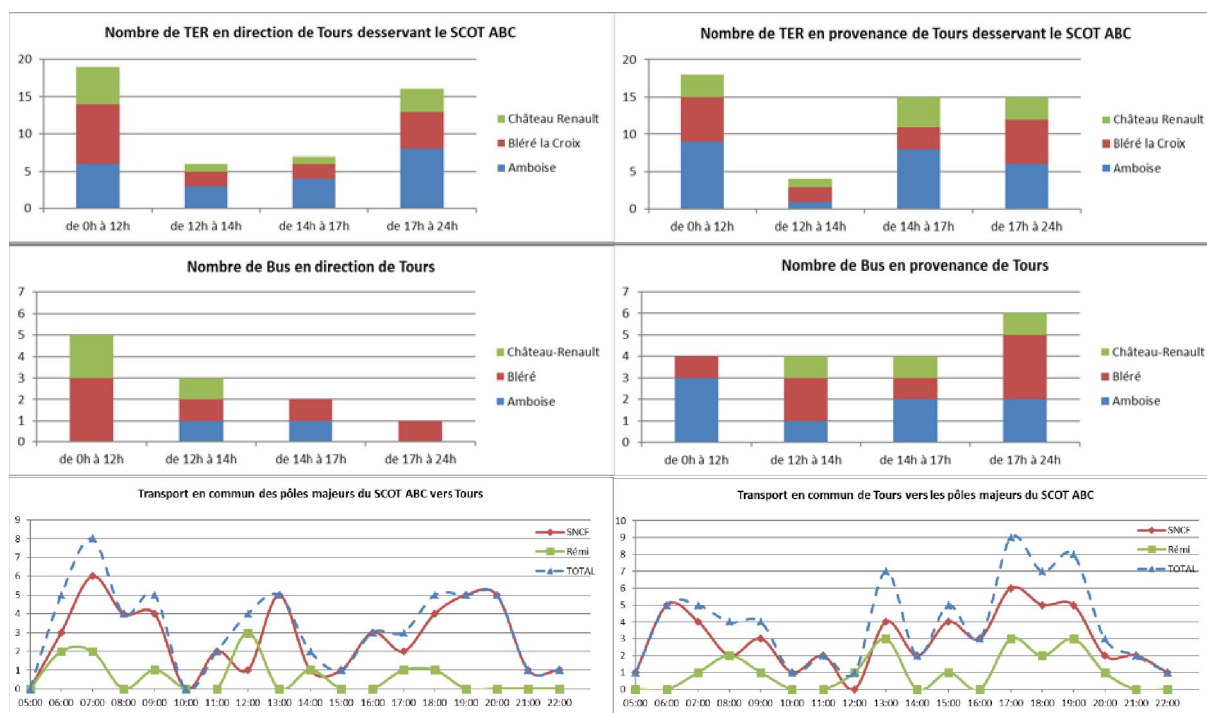 Nombre de TER en direction de Tours desservant le SCOT ABC
20
15
10
5
0
de 0h à 12h
de 12h à 14h
de 14h à 17h
de 17h à 24h
Château Renault
Bléré la Croix
Amboise
Nombre de TER en provenance de Tours desservant le SCOT ABC
20
15
10
5
0
de 0h à 12h
de 12h à 14h
de 14h à 17h
de 17h à 24h
Château Renault
Bléré la Croix
Amboise
Nombre de Bus en direction de Tours
7
6
5
4
3
2
1
0
de 0h à 12h
de 12h à 14h
de 14h à 17h
de 17h à 24h
Château-Renault
Bléré
Amboise
Nombre de Bus en provenance de Tours
7
6
5
4
3
2
1
0
de 0h à 12h
de 12h à 14h
de 14h à 17h
de 17h à 24h
Château-Renault
Bléré
Amboise
Transport en commun des pôles majeurs du SCOT ABC vers Tours
9
8
7
6
5
4
3
2
1
0
05:00 06:00 07:00 08:00 09:00 10:00 11:00 12:00 13:00 14:00 15:00 16:00 17:00 18:00 19:00 20:00 21:00 22:00
SNCF
Rémi
TOTAL
Transport en commun de Tours vers les pôles majeurs du SCOT ABC
10
9
8
7
6
5
4
3
2
1
0
05:00 06:00 07:00 08:00 09:00 10:00 11:00 12:00 13:00 14:00 15:00 16:00 17:00 18:00 19:00 20:00 21:00 22:00
SNCF
Rémi
TOTAL